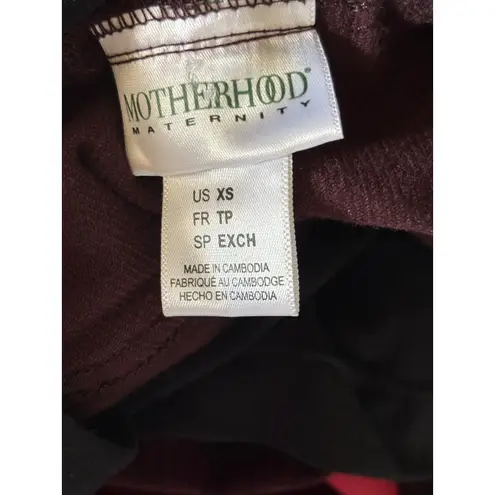 MOTHERHOOD®
MATERNITY
US XS
FR TP
SP EXCH
MADE IN CAMBODIA
FABRIQUÉ AU CAMBODGE
HECHO EN CAMBODIA